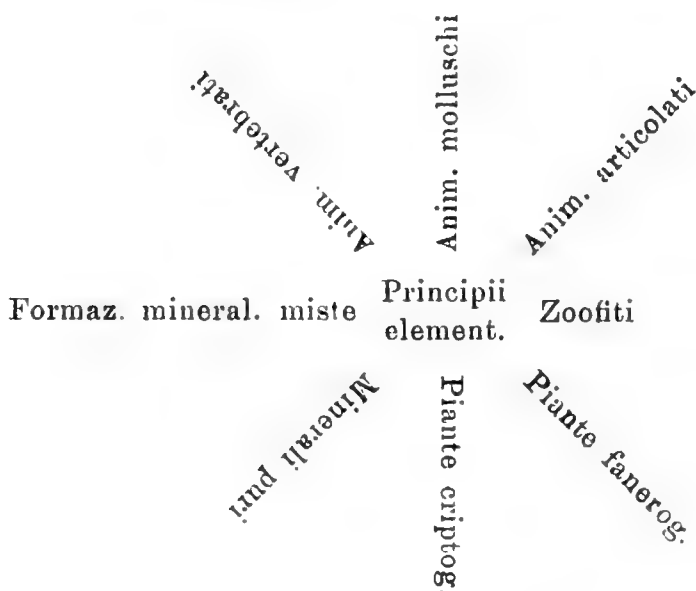 Anim. vertebrati
Anim. molluschi
Anim. articolati
Formaz. mineral. miste
Principii
element.
Zoofiti
Minerali puri
Piante criptog.
Piante fanerog.